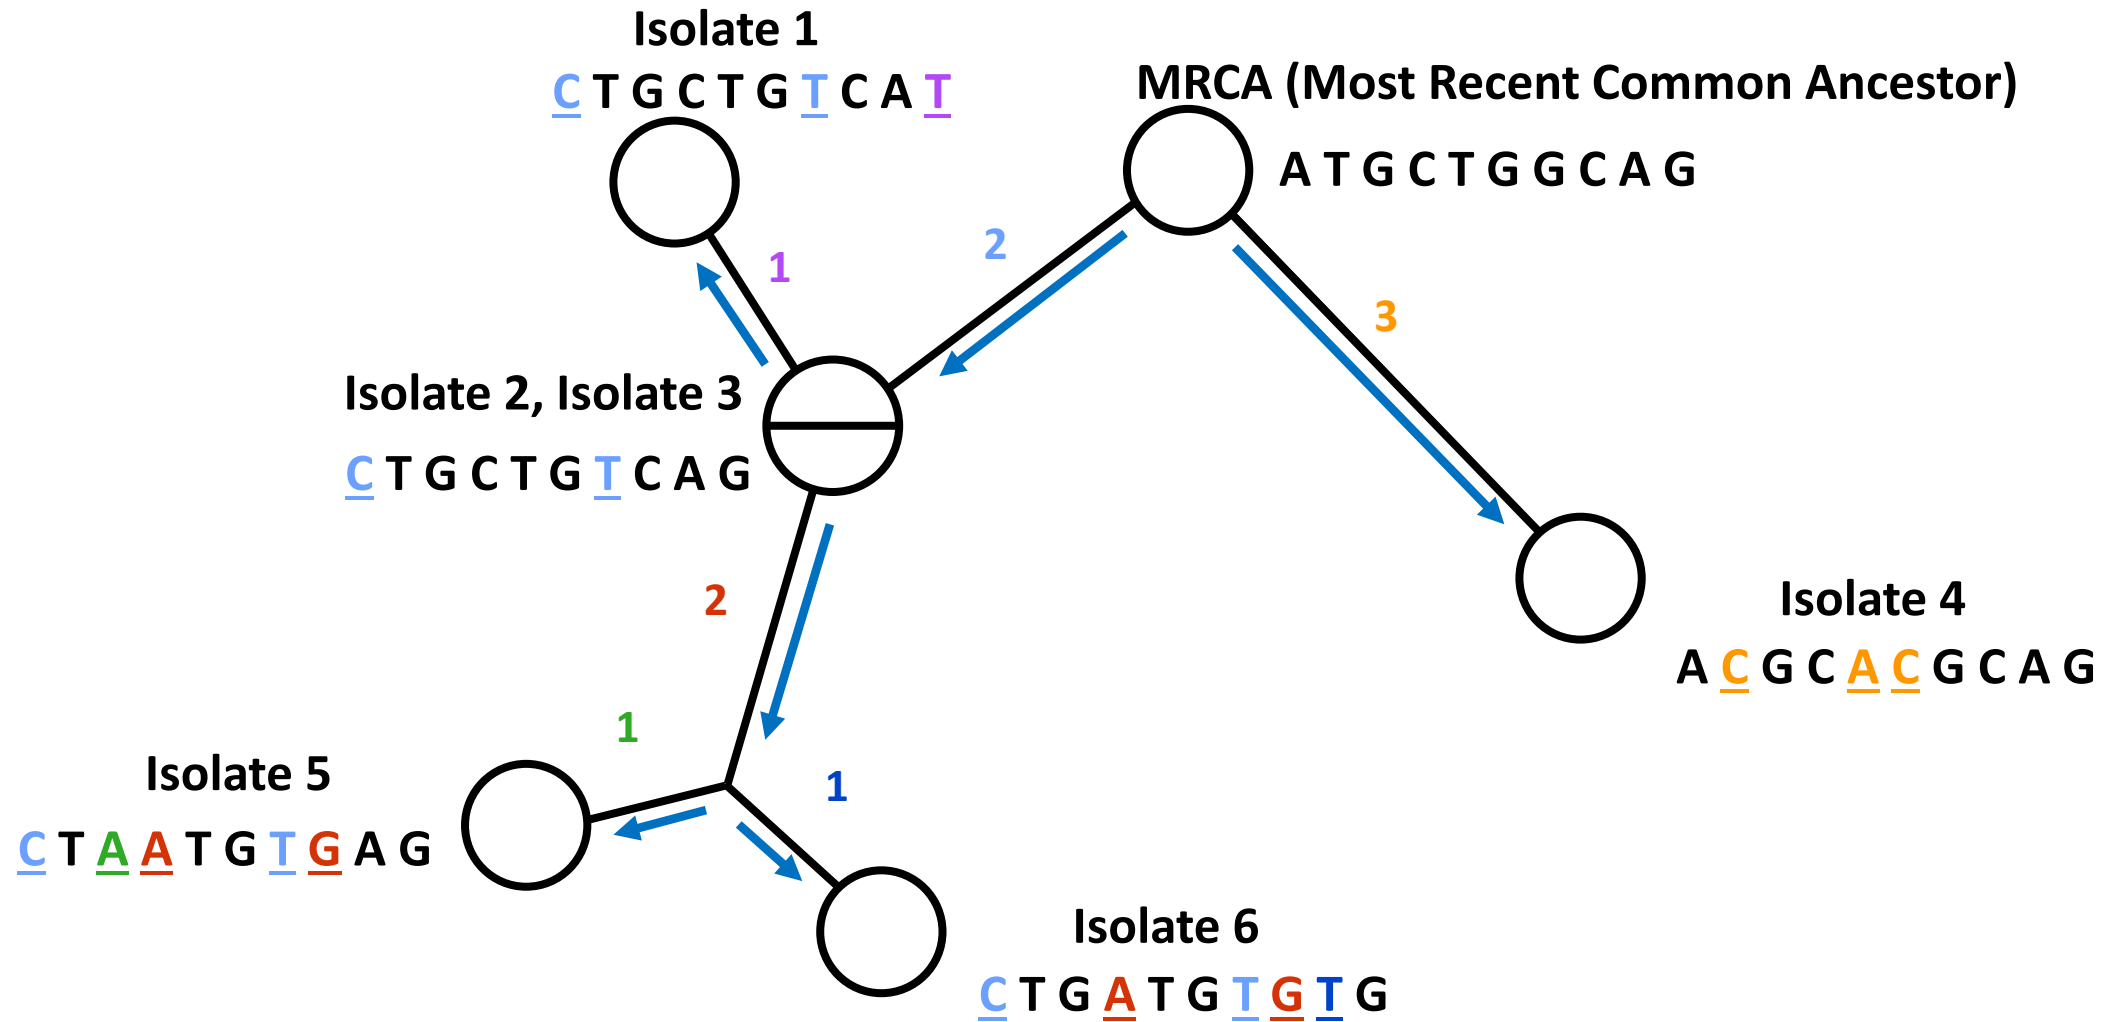 Isolate 1
C T G C T G T C A T
MRCA (Most Recent Common Ancestor)
A T G C T G G C A G
1
2
3
Isolate 2, Isolate 3
C T G C T G T C A G
2
Isolate 4
A C G C A C G C A G
1
1
Isolate 5
C T A A T G T G A G
Isolate 6
C T G A T G T G T G